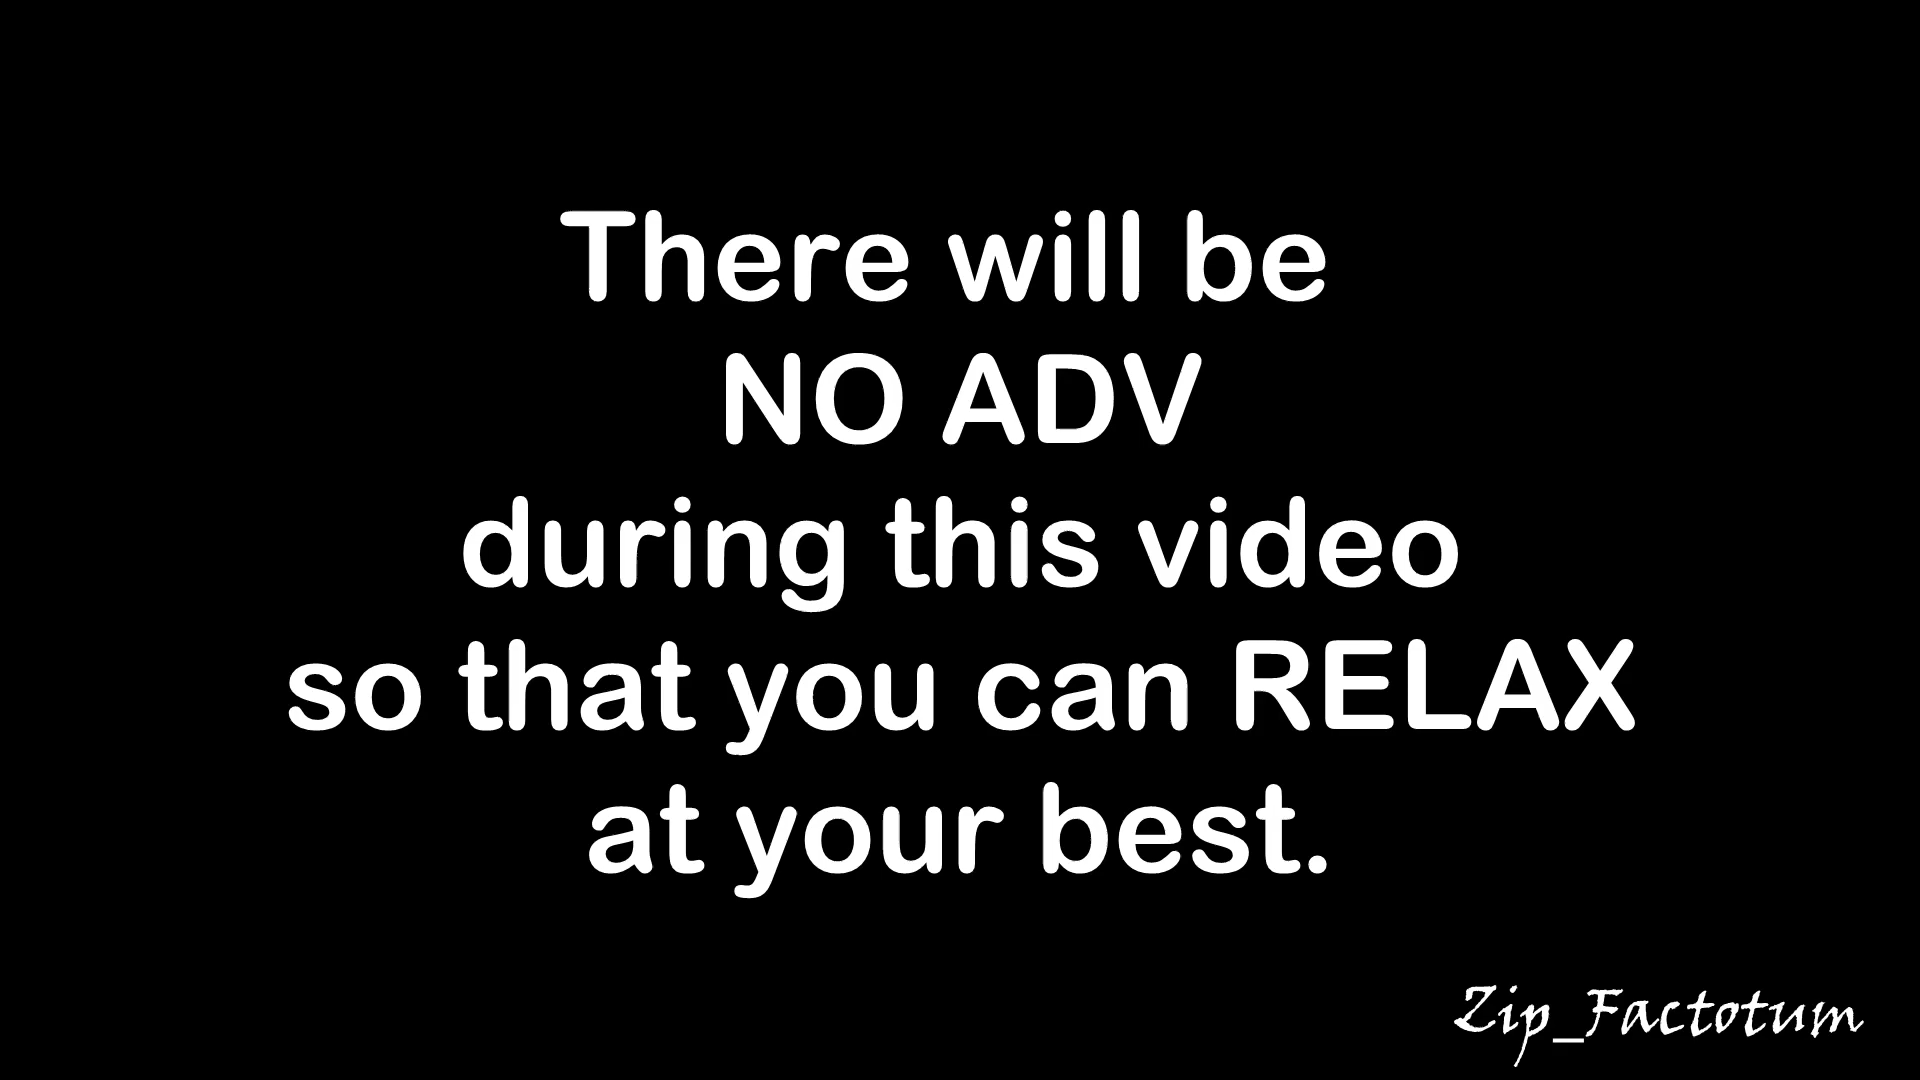 There will be
NO ADV
during this video
so that you can RELAX
at your best.
Zip_Factotum